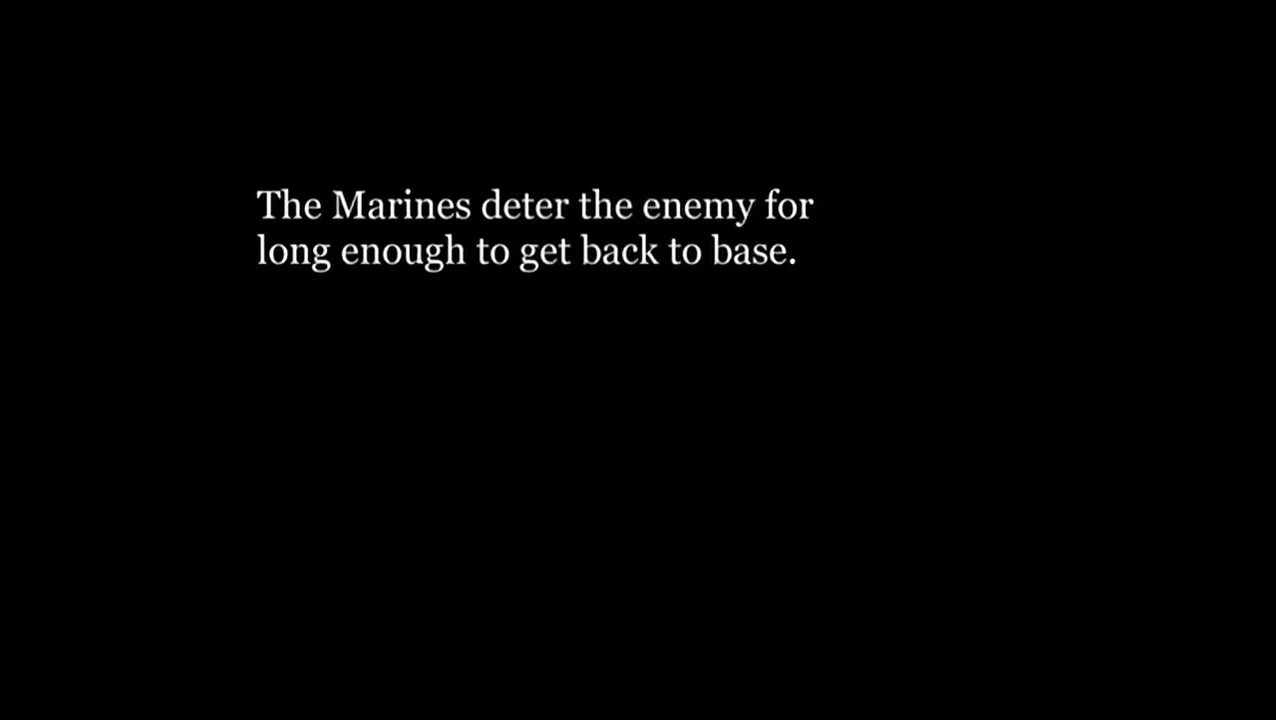 The Marines deter the enemy for
long enough to get back to base.